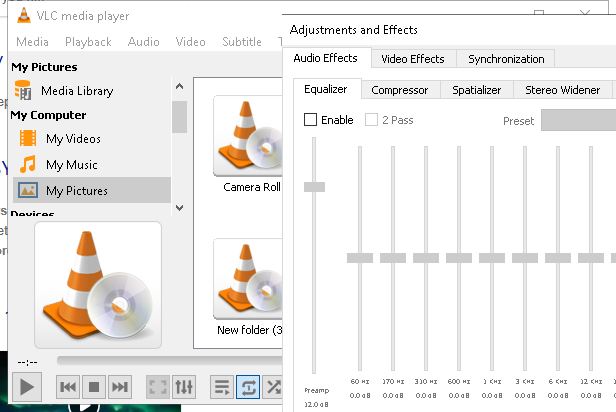 VLC media player
Media Playback Audio Video Subtitle
My Pictures
Media Library
My Computer
My Videos
My Music
My Pictures
Devices
Camera Roll
New folder (3
--:--
Adjustments and Effects
Audio Effects Video Effects Synchronization
Equalizer Compressor Spatializer Stereo Widener
Enable 2 Pass Preset
60 Hz 170 Hz 310 Hz 600 Hz 1 KHz 3 6 KHz 12 KHz
Preamp 0.0 dB 0.0 dB 0.0 dB 0.0 dB 0.0 dB 0.0 dB 0.0 dB 0.0 dB
12.0 dB